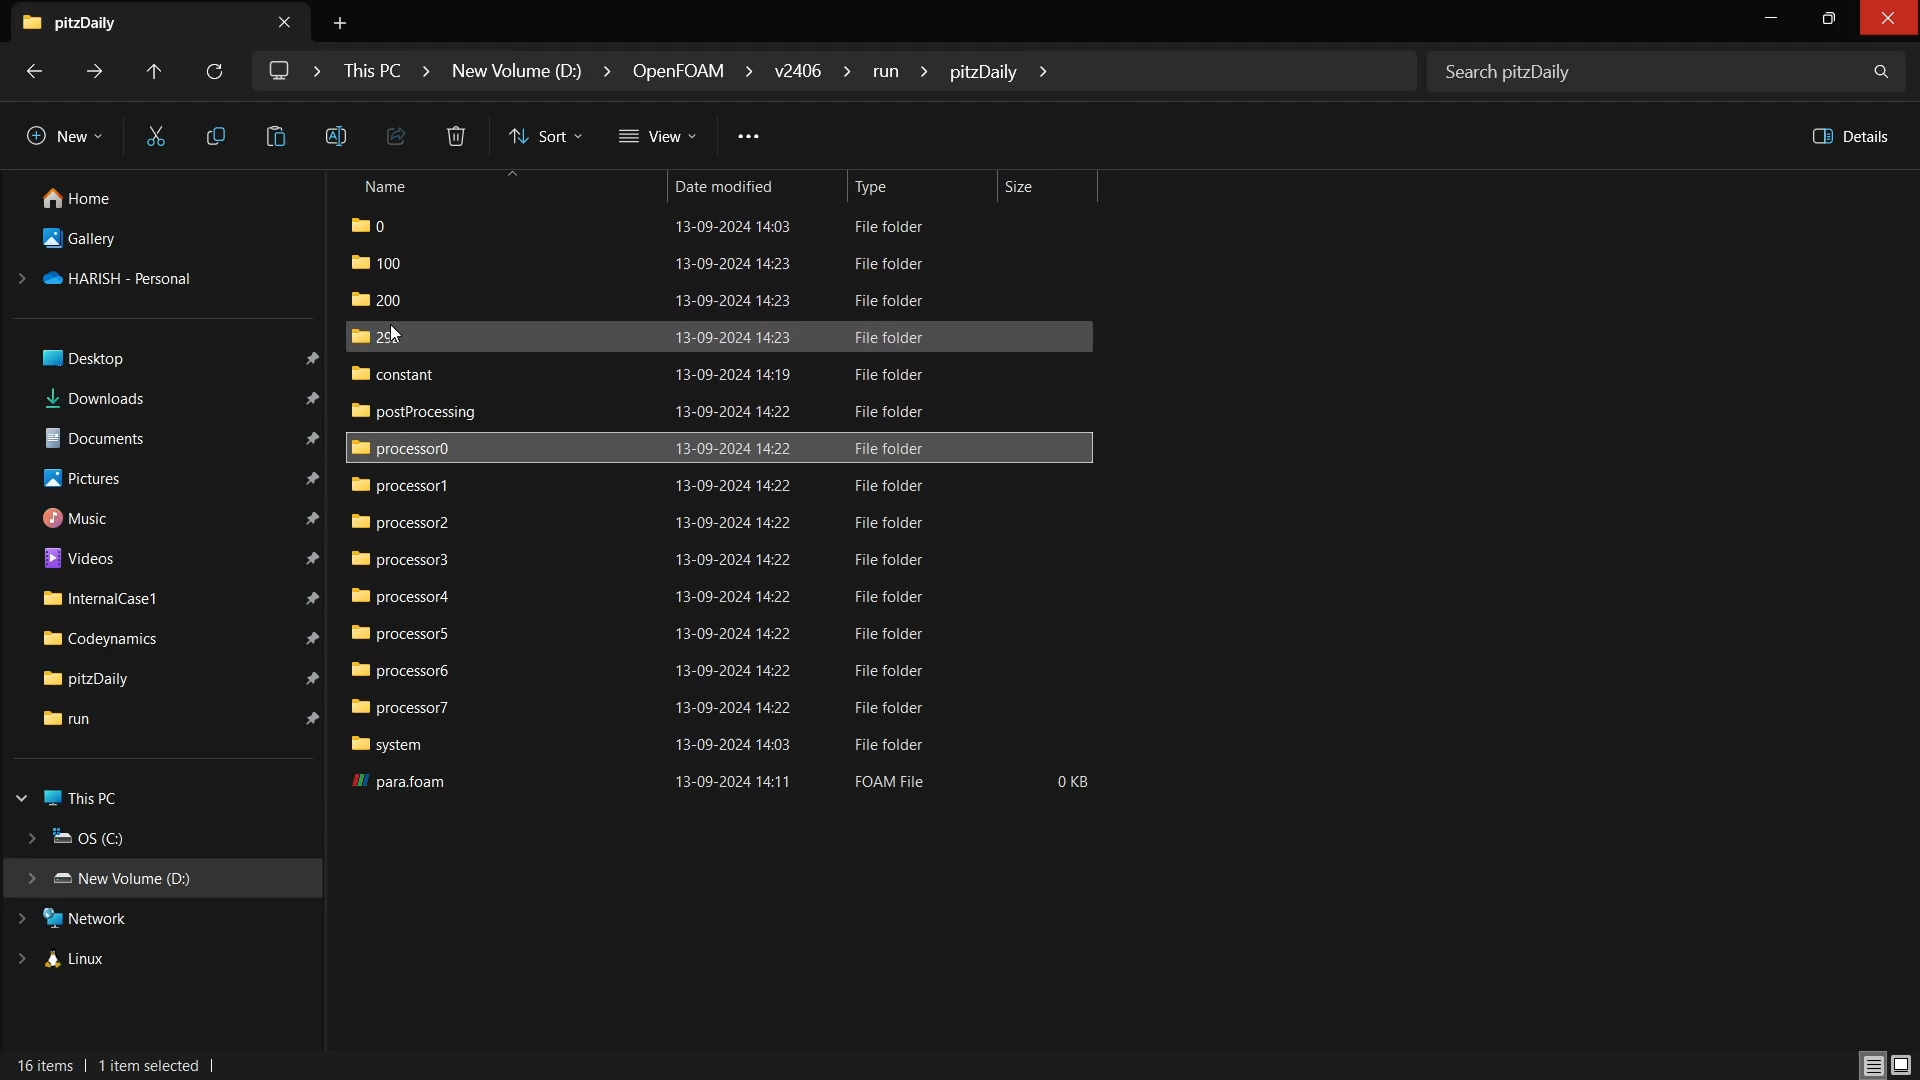 pitzDaily
This PC New Volume (D:) OpenFOAM v2406 run pitzDaily
Search pitzDaily
New Sort View Details
Name Date modified Type Size
Home
Gallery
HARISH - Personal
Desktop
Downloads
Documents
Pictures
Music
Videos
InternalCase1
Codeynamics
pitzDaily
run
This PC
OS (C:)
New Volume (D:)
Network
Linux
0 13-09-2024 14:03 File folder
100 13-09-2024 14:23 File folder
200 13-09-2024 14:23 File folder
13-09-2024 14:23 File folder
constant 13-09-2024 14:19 File folder
postProcessing 13-09-2024 14:22 File folder
processor0 13-09-2024 14:22 File folder
processor1 13-09-2024 14:22 File folder
processor2 13-09-2024 14:22 File folder
processor3 13-09-2024 14:22 File folder
processor4 13-09-2024 14:22 File folder
processor5 13-09-2024 14:22 File folder
processor6 13-09-2024 14:22 File folder
processor7 13-09-2024 14:22 File folder
system 13-09-2024 14:03 File folder
para.foam 13-09-2024 14:11 FOAM File 0 KB
16 items 1 item selected